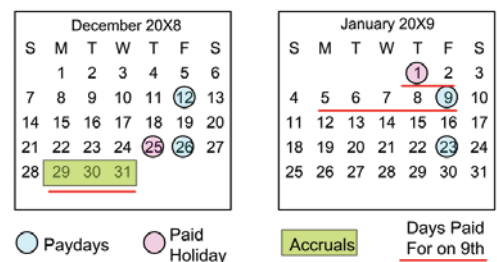 December 20X8
S M T W T F S
1 2 3 4 5 6
7 8 9 10 11 12 13
14 15 16 17 18 19 20
21 22 23 24 25 26 27
28 29 30 31
January 20X9
S M T W T F S
1 2 3
4 5 6 7 8 9 10
11 12 13 14 15 16 17
18 19 20 21 22 23 24
25 26 27 28 29 30 31
Paydays
Paid
Holiday
Accruals
Days Paid
For on 9th